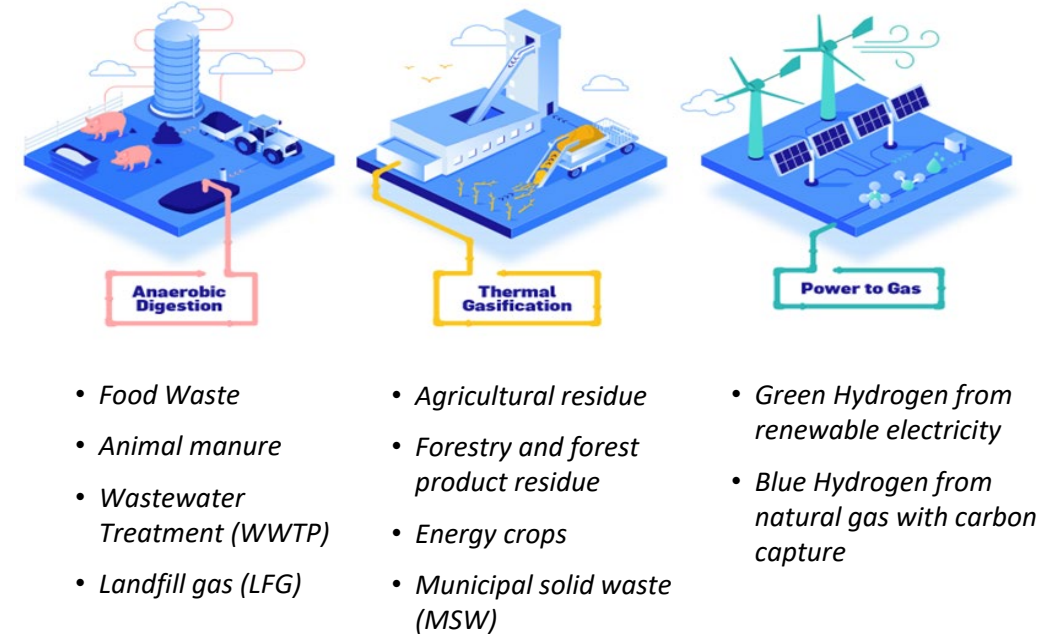 Anaerobic
Digestion
Thermal
Gasification
Power to Gas
• Food Waste
• Animal manure
• Wastewater
Treatment (WWTP)
• Landfill gas (LFG)
• Agricultural residue
• Forestry and forest
product residue
• Energy crops
• Municipal solid waste
(MSW)
• Green Hydrogen from
renewable electricity
• Blue Hydrogen from
natural gas with carbon
capture